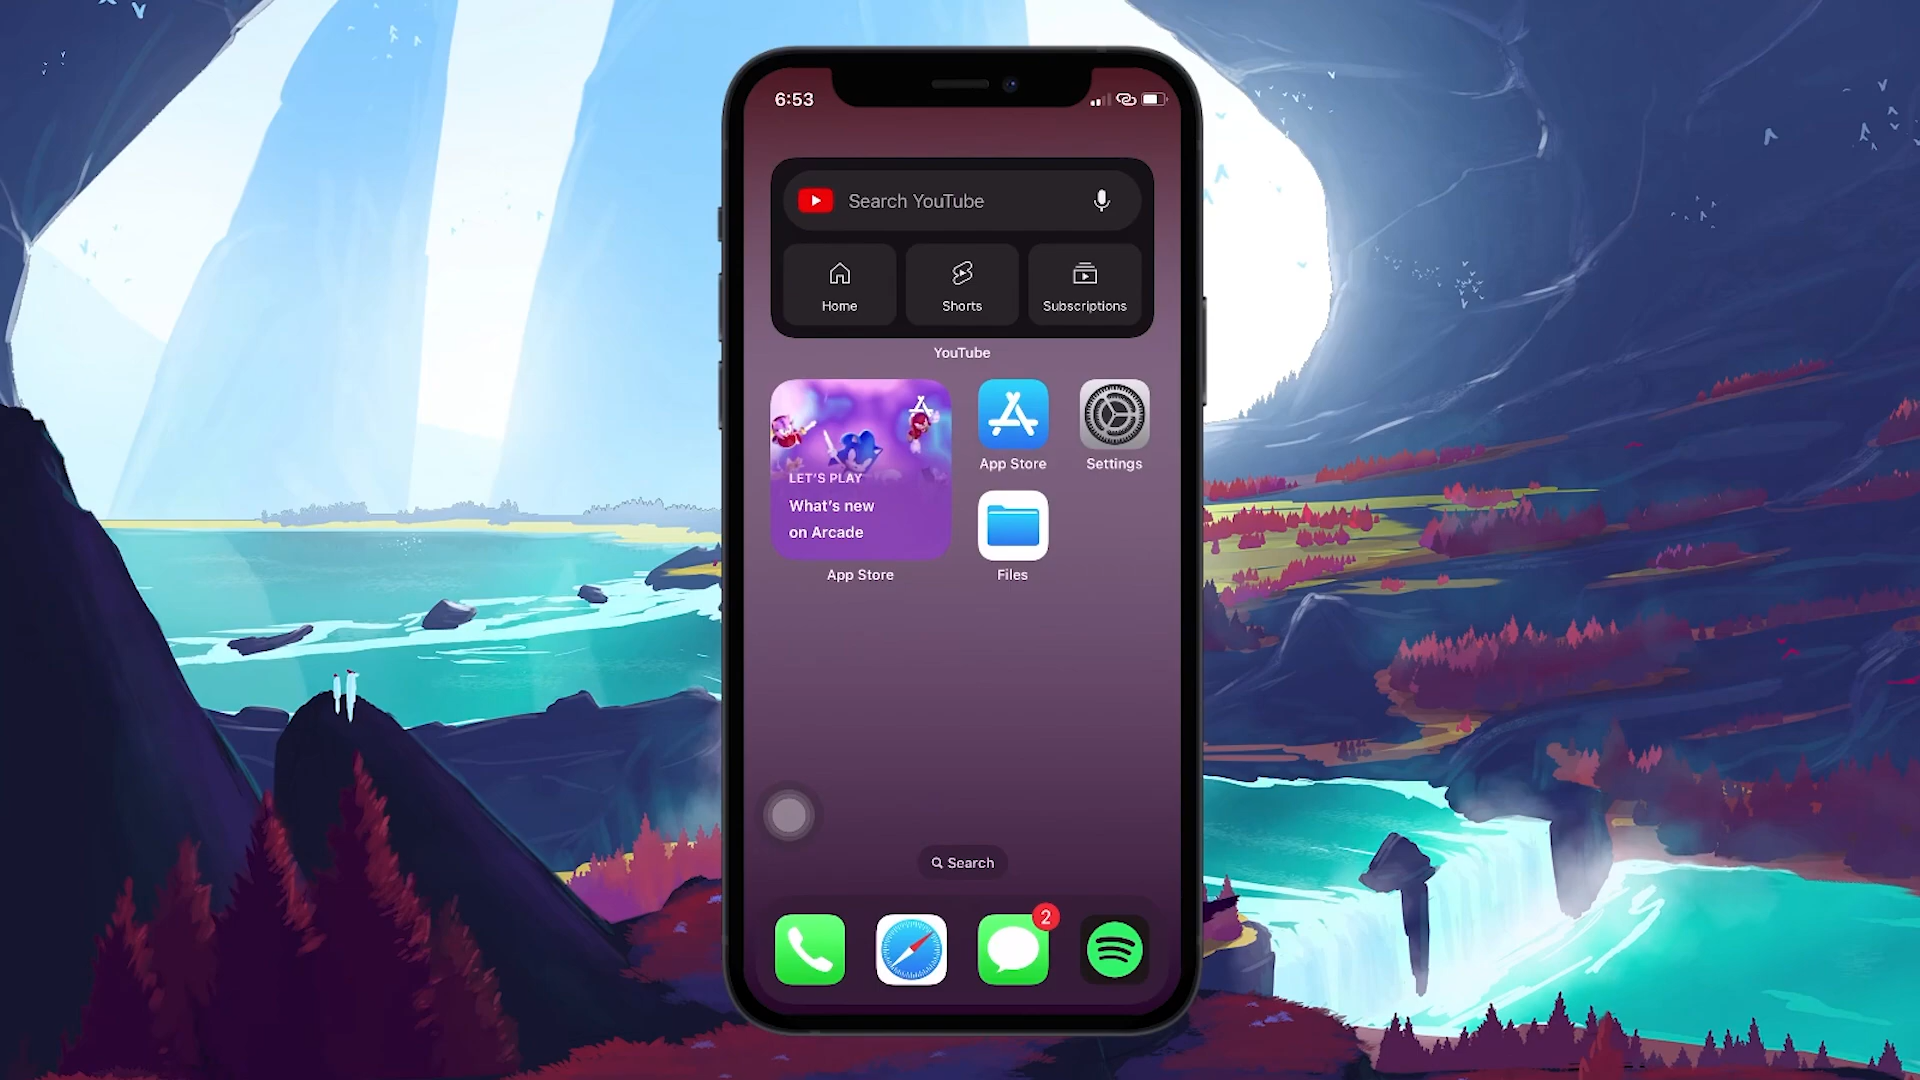 6:53
Search YouTube
Home
Shorts
Subscriptions
YouTube
LET'S PLAY
What's new
on Arcade
App Store
App Store
Settings
Files
Search
2